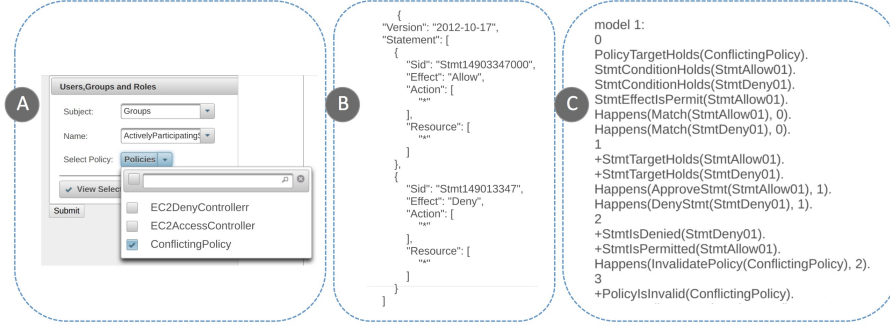 A
Users,Groups and Roles
Subject:
Groups
Name:
ActivelyParticipatingS
Select Policy:
Policies
View Selec
Submit
EC2DenyControllerr
EC2AccessController
ConflictingPolicy
B
{
"Version": "2012-10-17",
"Statement": [
{
"Sid": "Stmt14903347000",
"Effect": "Allow",
"Action": [
"*"
],
"Resource": [
"*"
]
},
{
"Sid": "Stmt149013347",
"Effect": "Deny",
"Action": [
"*"
],
"Resource": [
"*"
]
}
]
C
model 1:
0
PolicyTargetHolds(ConflictingPolicy).
StmtConditionHolds(StmtAllow01).
StmtConditionHolds(StmtDeny01).
StmtEffectIsPermit(StmtAllow01).
Happens(Match(StmtAllow01), 0).
Happens(Match(StmtDeny01), 0).
1
+StmtTargetHolds(StmtAllow01).
+StmtTargetHolds(StmtDeny01).
Happens(ApproveStmt(StmtAllow01), 1).
Happens(DenyStmt(StmtDeny01), 1).
2
+StmtIsDenied(StmtDeny01).
+StmtIsPermitted(StmtAllow01).
Happens(InvalidatePolicy(ConflictingPolicy), 2).
3
+PolicyIsInvalid(ConflictingPolicy).